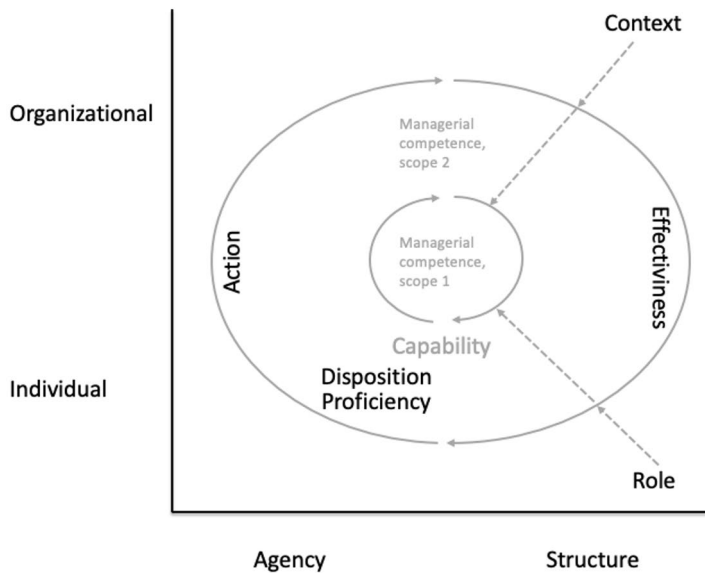 Context
Organizational
Managerial
competence,
scope 2
Action
Managerial
competence,
scope 1
Effectiviness
Capability
Disposition
Proficiency
Individual
Role
Agency
Structure